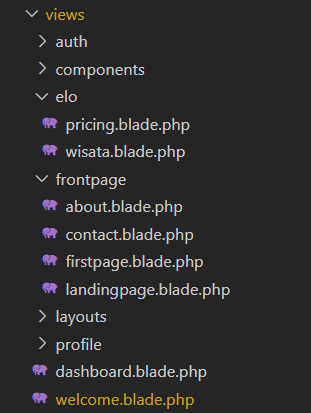 views
auth
components
elo
pricing.blade.php
wisata.blade.php
frontpage
about.blade.php
contact.blade.php
firstpage.blade.php
landingpage.blade.php
layouts
profile
dashboard.blade.php
welcome.blade.php